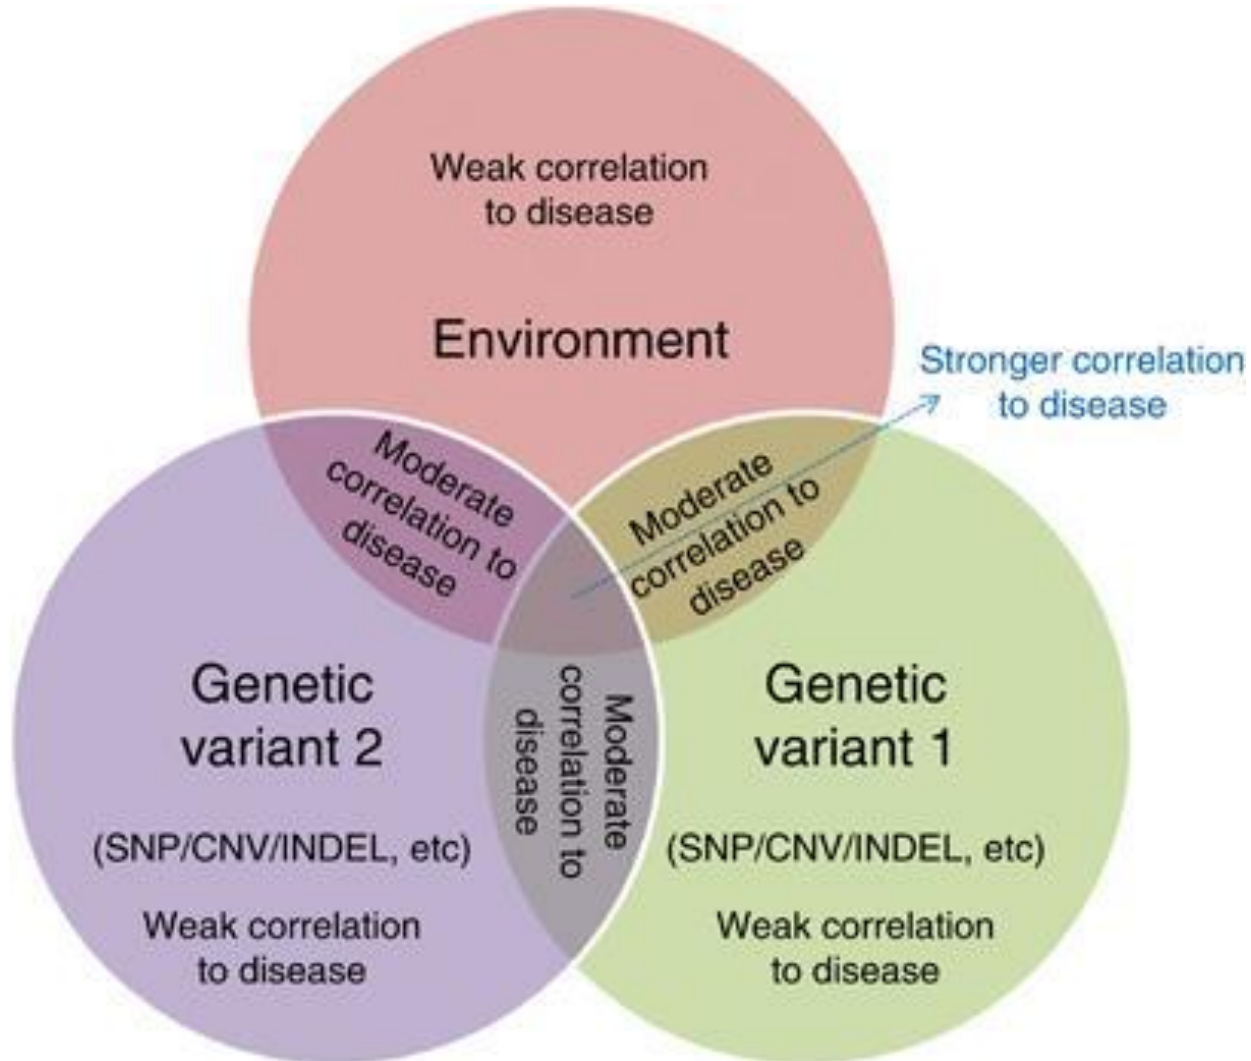 Weak correlation
to disease
Environment
Stronger correlation
to disease
Moderate
correlation to
disease
Moderate
correlation to
disease
Genetic
variant 2
(SNP/CNV/INDEL, etc)
Weak correlation
to disease
Moderate
correlation to
disease
Genetic
variant 1
(SNP/CNV/INDEL, etc)
Weak correlation
to disease